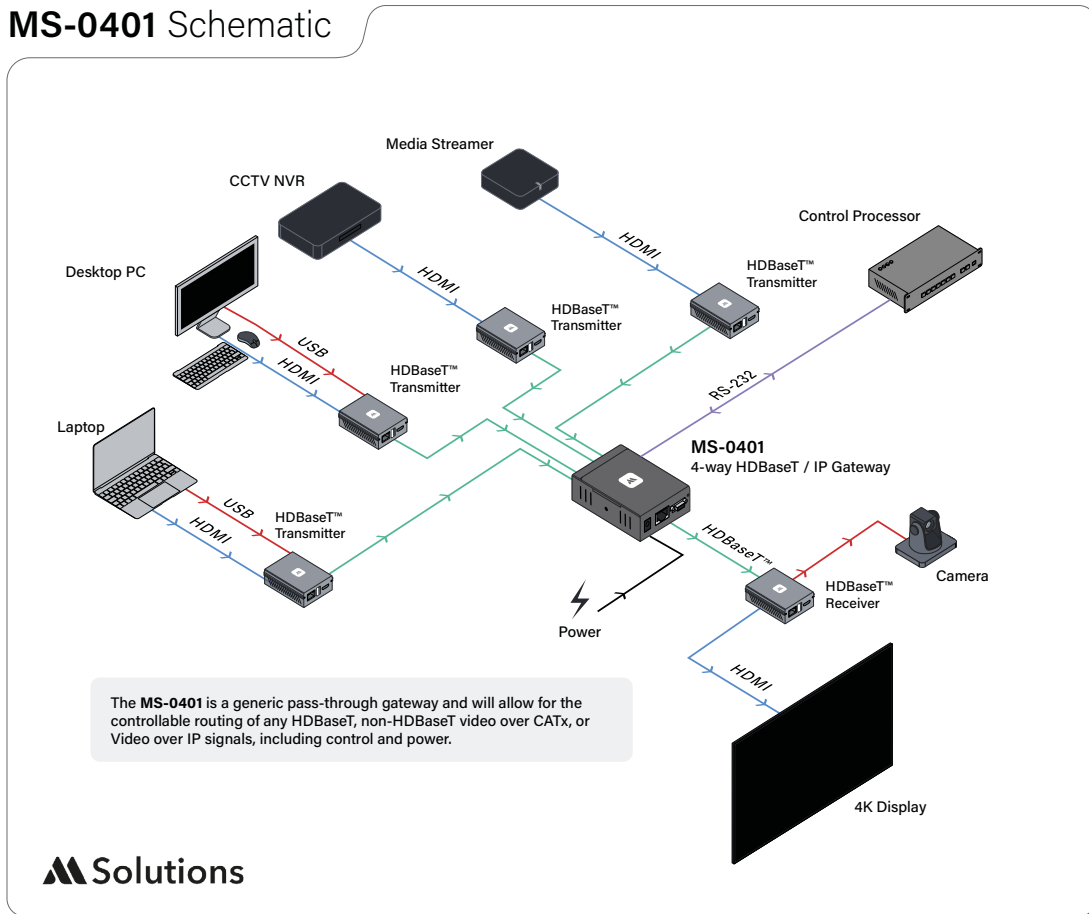 MS-0401 Schematic
Media Streamer
CCTV NVR
Control Processor
Desktop PC
HDMI
HDMI
HDBaseT™
Transmitter
HDBaseT™
Transmitter
USB
HDMI
HDBaseT™
Transmitter
RS-232
Laptop
MS-0401
4-way HDBaseT / IP Gateway
USB
HDMI
HDBaseT™
Transmitter
HDBaseT™
Camera
HDBaseT™
Receiver
Power
HDMI
The MS-0401 is a generic pass-through gateway and will allow for the
controllable routing of any HDBaseT, non-HDBaseT video over CATx, or
Video over IP signals, including control and power.
4K Display
Solutions